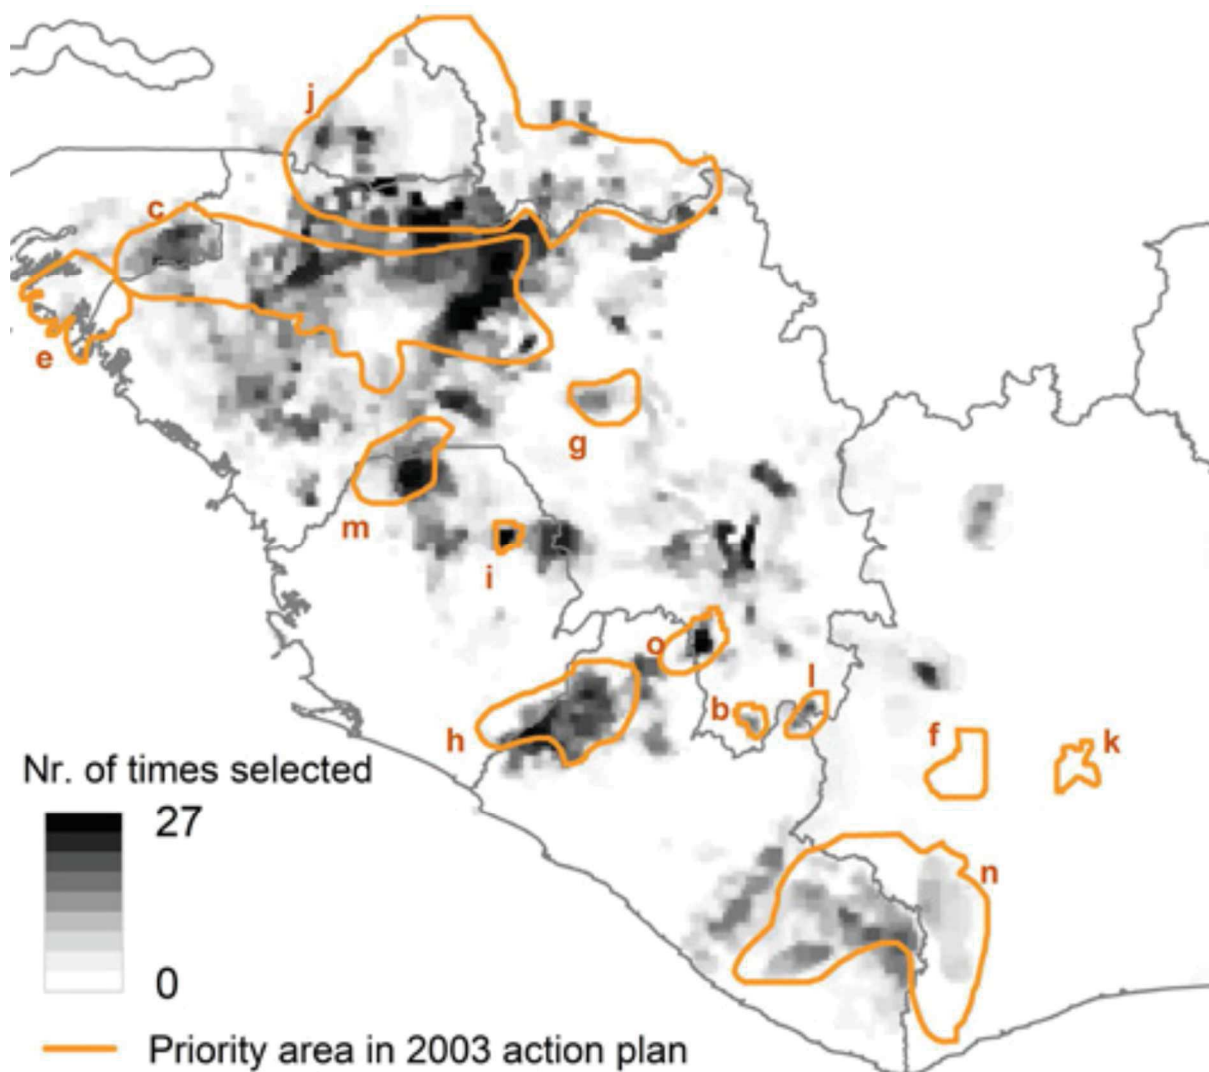 j
c
e
g
m
i
o
l
b
h
f
k
Nr. of times selected
27
n
0
Priority area in 2003 action plan